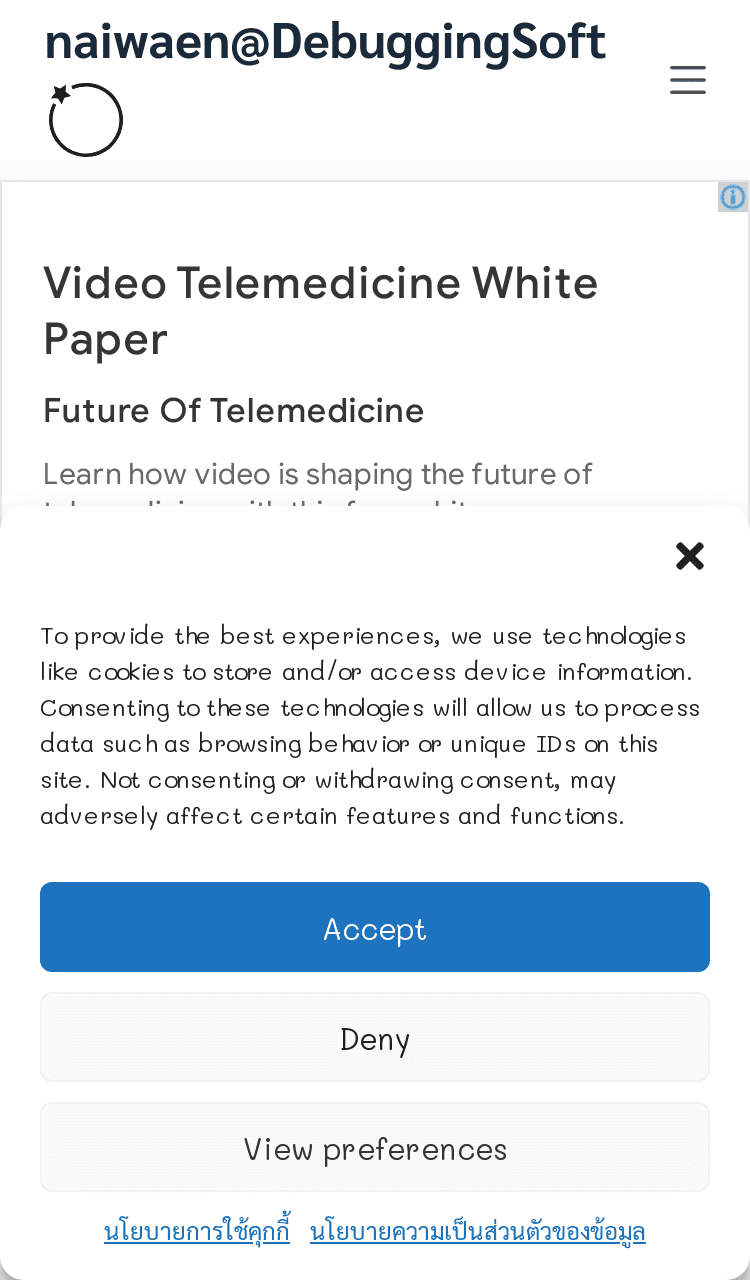 naiwaen@DebuggingSoft
Video Telemedicine White
Paper
Future Of Telemedicine
Learn how video is shaping the future of
To provide the best experiences, we use technologies
like cookies to store and/or access device information.
Consenting to these technologies will allow us to process
data such as browsing behavior or unique IDs on this
site. Not consenting or withdrawing consent, may
adversely affect certain features and functions.
Accept
Deny
View preferences
นโยบายการใช้คุกกี้ นโยบายความเป็นส่วนตัวของข้อมูล